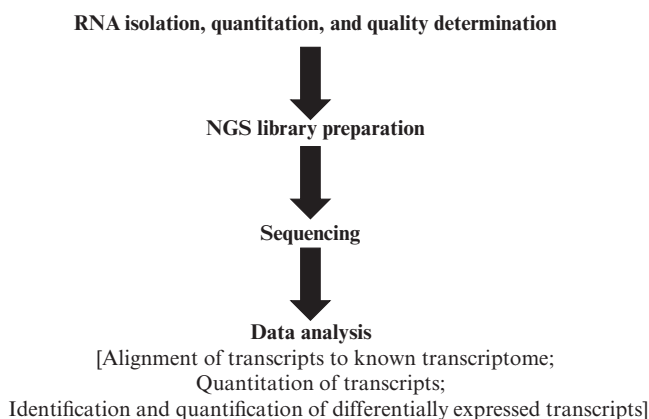 RNA isolation, quantitation, and quality determination
NGS library preparation
Sequencing
Data analysis
[Alignment of transcripts to known transcriptome;
Quantitation of transcripts;
Identification and quantification of differentially expressed transcripts]